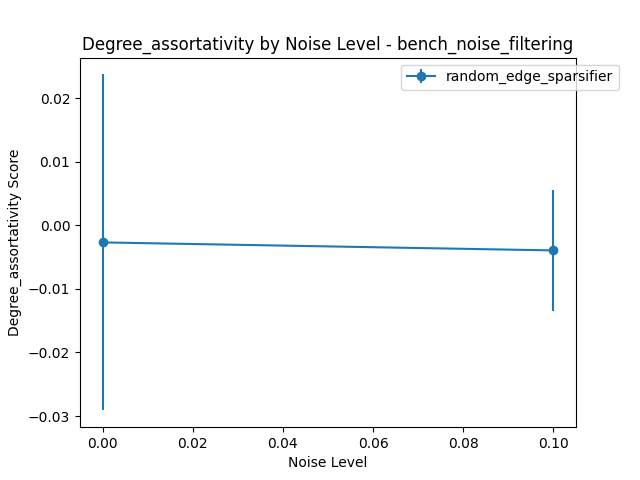 Degree_assortativity by Noise Level - bench_noise_filtering
random_edge_sparsifier
Degree_assortativity Score
0.02
0.01
0.00
−0.01
−0.02
−0.03
0.00 0.02 0.04 0.06 0.08 0.10
Noise Level